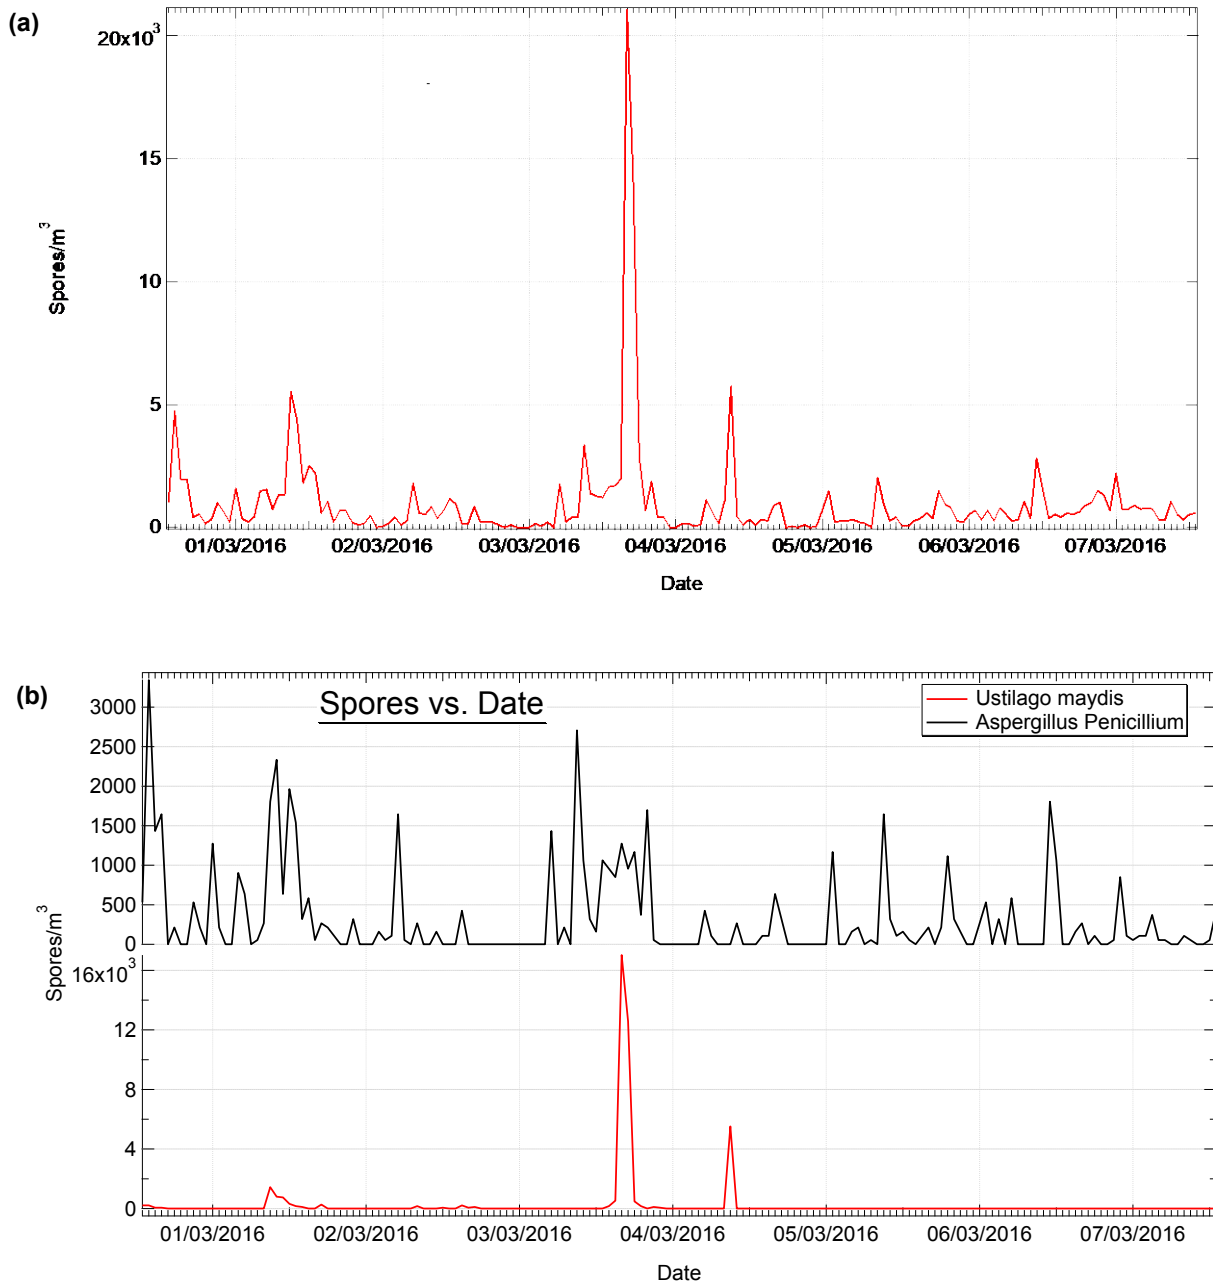 (a)
20x10³
15
10
5
0
Spores/m³
01/03/2016 02/03/2016 03/03/2016 04/03/2016 05/03/2016 06/03/2016 07/03/2016
Date
(b)
Spores vs. Date
Ustilago maydis
Aspergillus Penicillium
3000
2500
2000
1500
1000
500
0
Spores/m³
16x10³
12
8
4
0
01/03/2016 02/03/2016 03/03/2016 04/03/2016 05/03/2016 06/03/2016 07/03/2016
Date